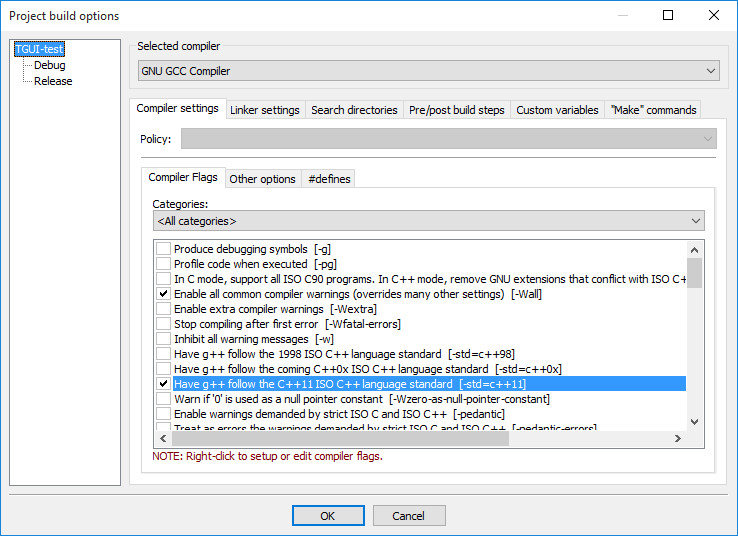 Project build options
TGUI-test
Debug
Release
Selected compiler
GNU GCC Compiler
Compiler settings
Linker settings
Search directories
Pre/post build steps
Custom variables
"Make" commands
Policy:
Compiler Flags
Other options
#defines
Categories:
<All categories>
Produce debugging symbols [-g]
Profile code when executed [-pg]
In C mode, support all ISO C90 programs. In C++ mode, remove GNU extensions that conflict with ISO C++
Enable all common compiler warnings (overrides many other settings) [-Wall]
Enable extra compiler warnings [-Wextra]
Stop compiling after first error [-Wfatal-errors]
Inhibit all warning messages [-w]
Have g++ follow the 1998 ISO C++ language standard [-std=c++98]
Have g++ follow the coming C++0x ISO C++ language standard [-std=c++0x]
Have g++ follow the C++11 ISO C++ language standard [-std=c++11]
Warn if '0' is used as a null pointer constant [-Wzero-as-null-pointer-constant]
Enable warnings demanded by strict ISO C and ISO C++ [-pedantic]
Treat as errors the warnings demanded by strict ISO C and ISO C++ [-pedantic-errors]
NOTE: Right-click to setup or edit compiler flags.
OK
Cancel